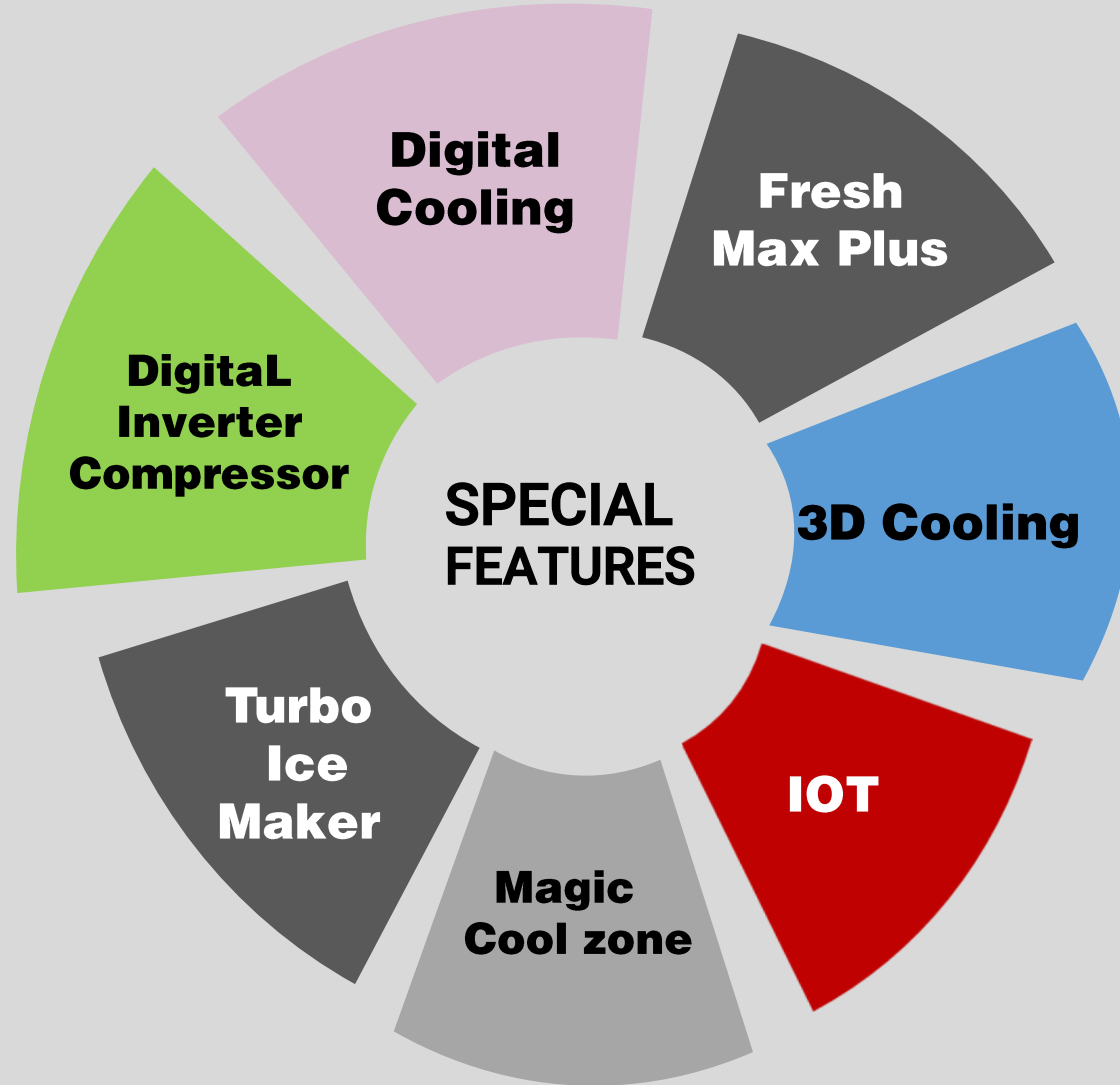 Digital
Cooling
Fresh
Max Plus
DigitaL
Inverter
Compressor
SPECIAL
FEATURES
3D Cooling
Turbo
Ice
Maker
IOT
Magic
Cool zone